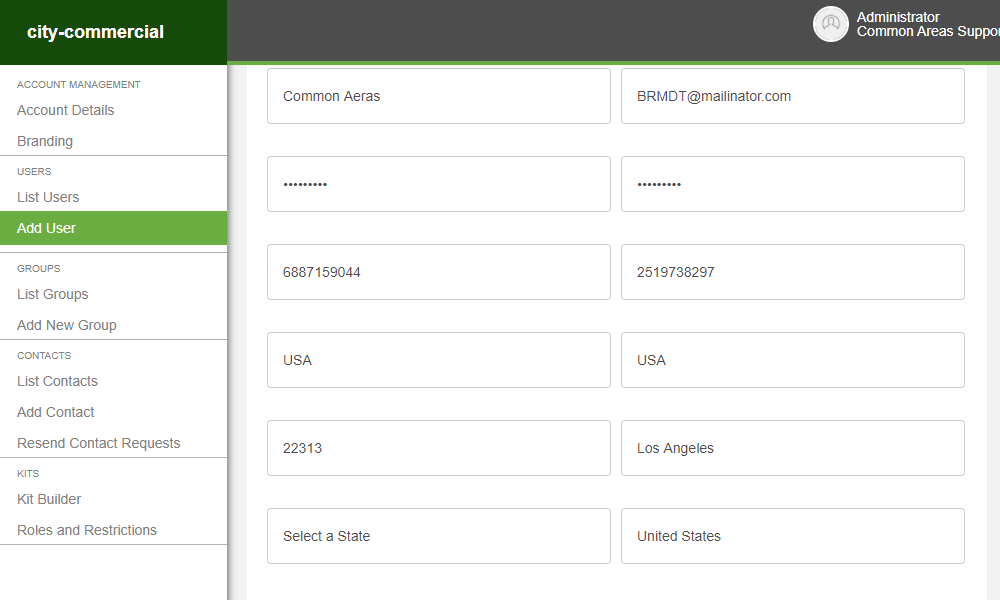 city-commercial
Administrator
Common Areas Suppor
ACCOUNT MANAGEMENT
Account Details
Branding
USERS
List Users
Add User
GROUPS
List Groups
Add New Group
CONTACTS
List Contacts
Add Contact
Resend Contact Requests
KITS
Kit Builder
Roles and Restrictions
Common Aeras
BRMDT@mailinator.com
•••••••••
•••••••••
6887159044
2519738297
USA
USA
22313
Los Angeles
Select a State
United States